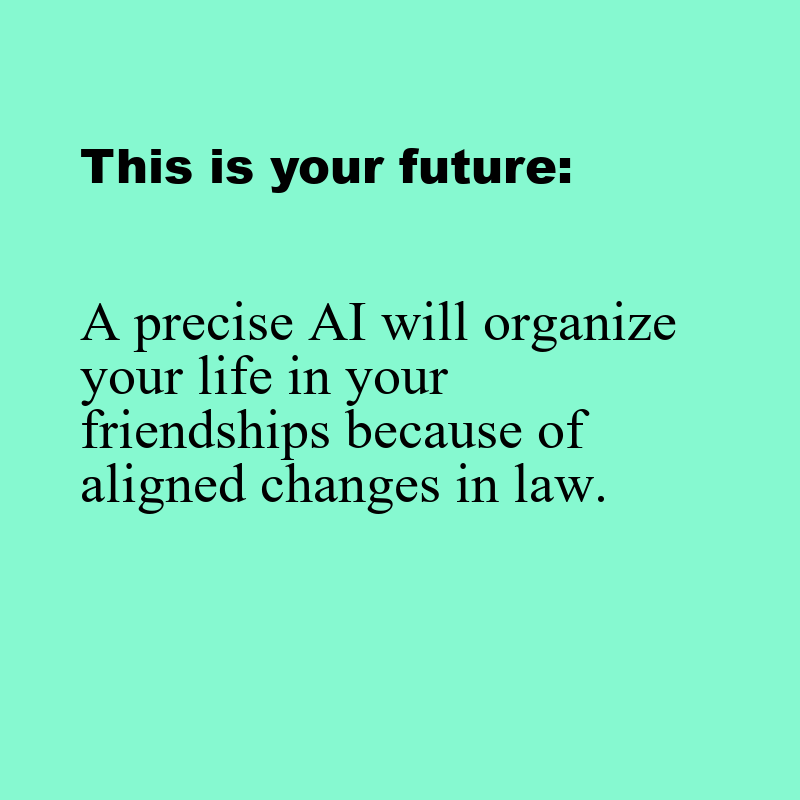 This is your future:
A precise AI will organize
your life in your
friendships because of
aligned changes in law.